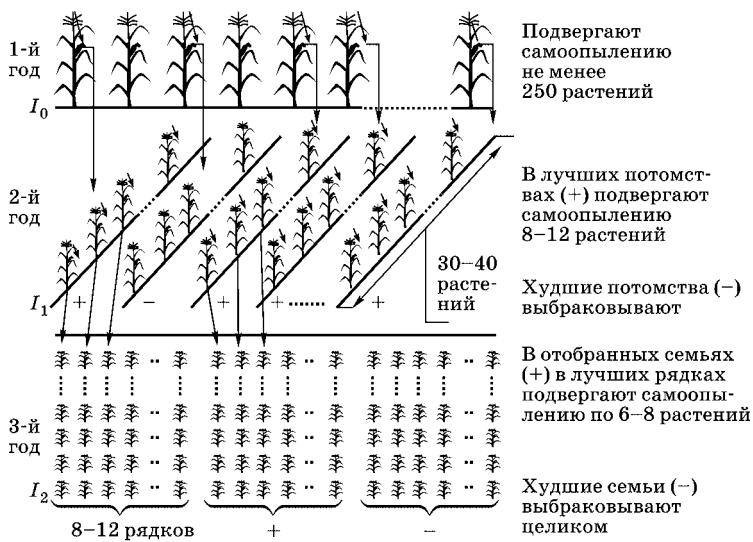 1-й
год
I0
Подвергают
самоопылению
не менее
250 растений
2-й
год
I1
+ − + + +
30–40
расте-
ний
В лучших потомст-
вах (+) подвергают
самоопылению
8–12 растений
Худшие потомства (−)
выбраковывают
3-й
год
I2
В отобранных семьях
(+) в лучших рядках
подвергают самоопы-
лению по 6–8 растений
Худшие семьи (−)
выбраковывают
целиком
8–12 рядков + −